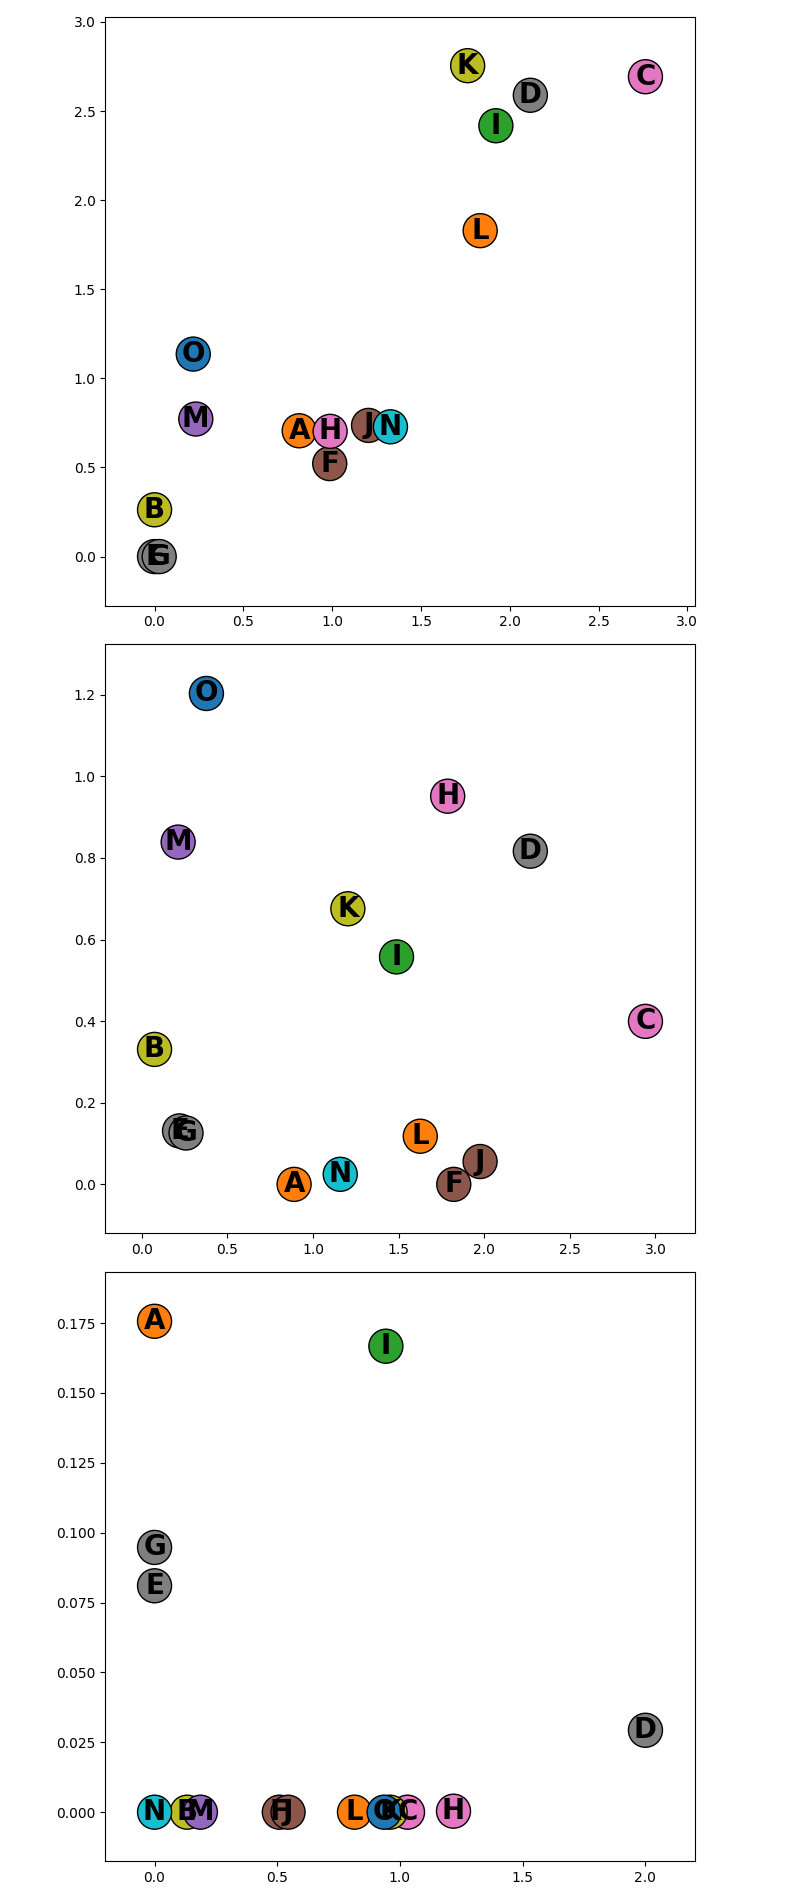 3.0
K
C
D
2.5
I
2.0
L
1.5
O
1.0
M
A H J N
0.5
F
B
0.0
E G
0.0 0.5 1.0 1.5 2.0 2.5 3.0
O
1.2
1.0
H
M
D
0.8
K
0.6
I
0.4
C
B
0.2
E G
L
J
N
0.0
A
F
0.0 0.5 1.0 1.5 2.0 2.5 3.0
A
0.175
I
0.150
0.125
0.100
G
E
0.075
0.050
D
0.025
0.000
N B M F J L O K C H
0.0 0.5 1.0 1.5 2.0